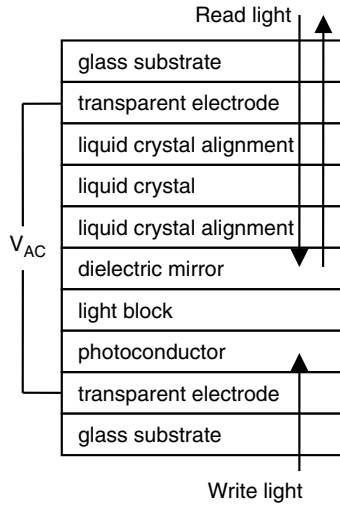 Read light
glass substrate
transparent electrode
liquid crystal alignment
liquid crystal
liquid crystal alignment
V_AC
dielectric mirror
light block
photoconductor
transparent electrode
glass substrate
Write light